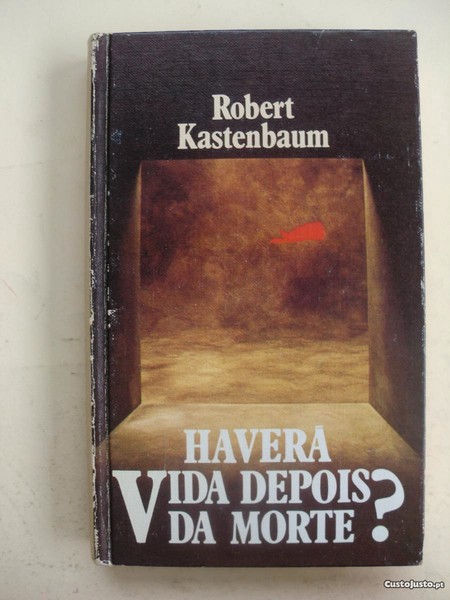 Robert
Kastenbaum
HAVERÁ
VIDA DEPOIS
DA MORTE?
CustoJusto.pt